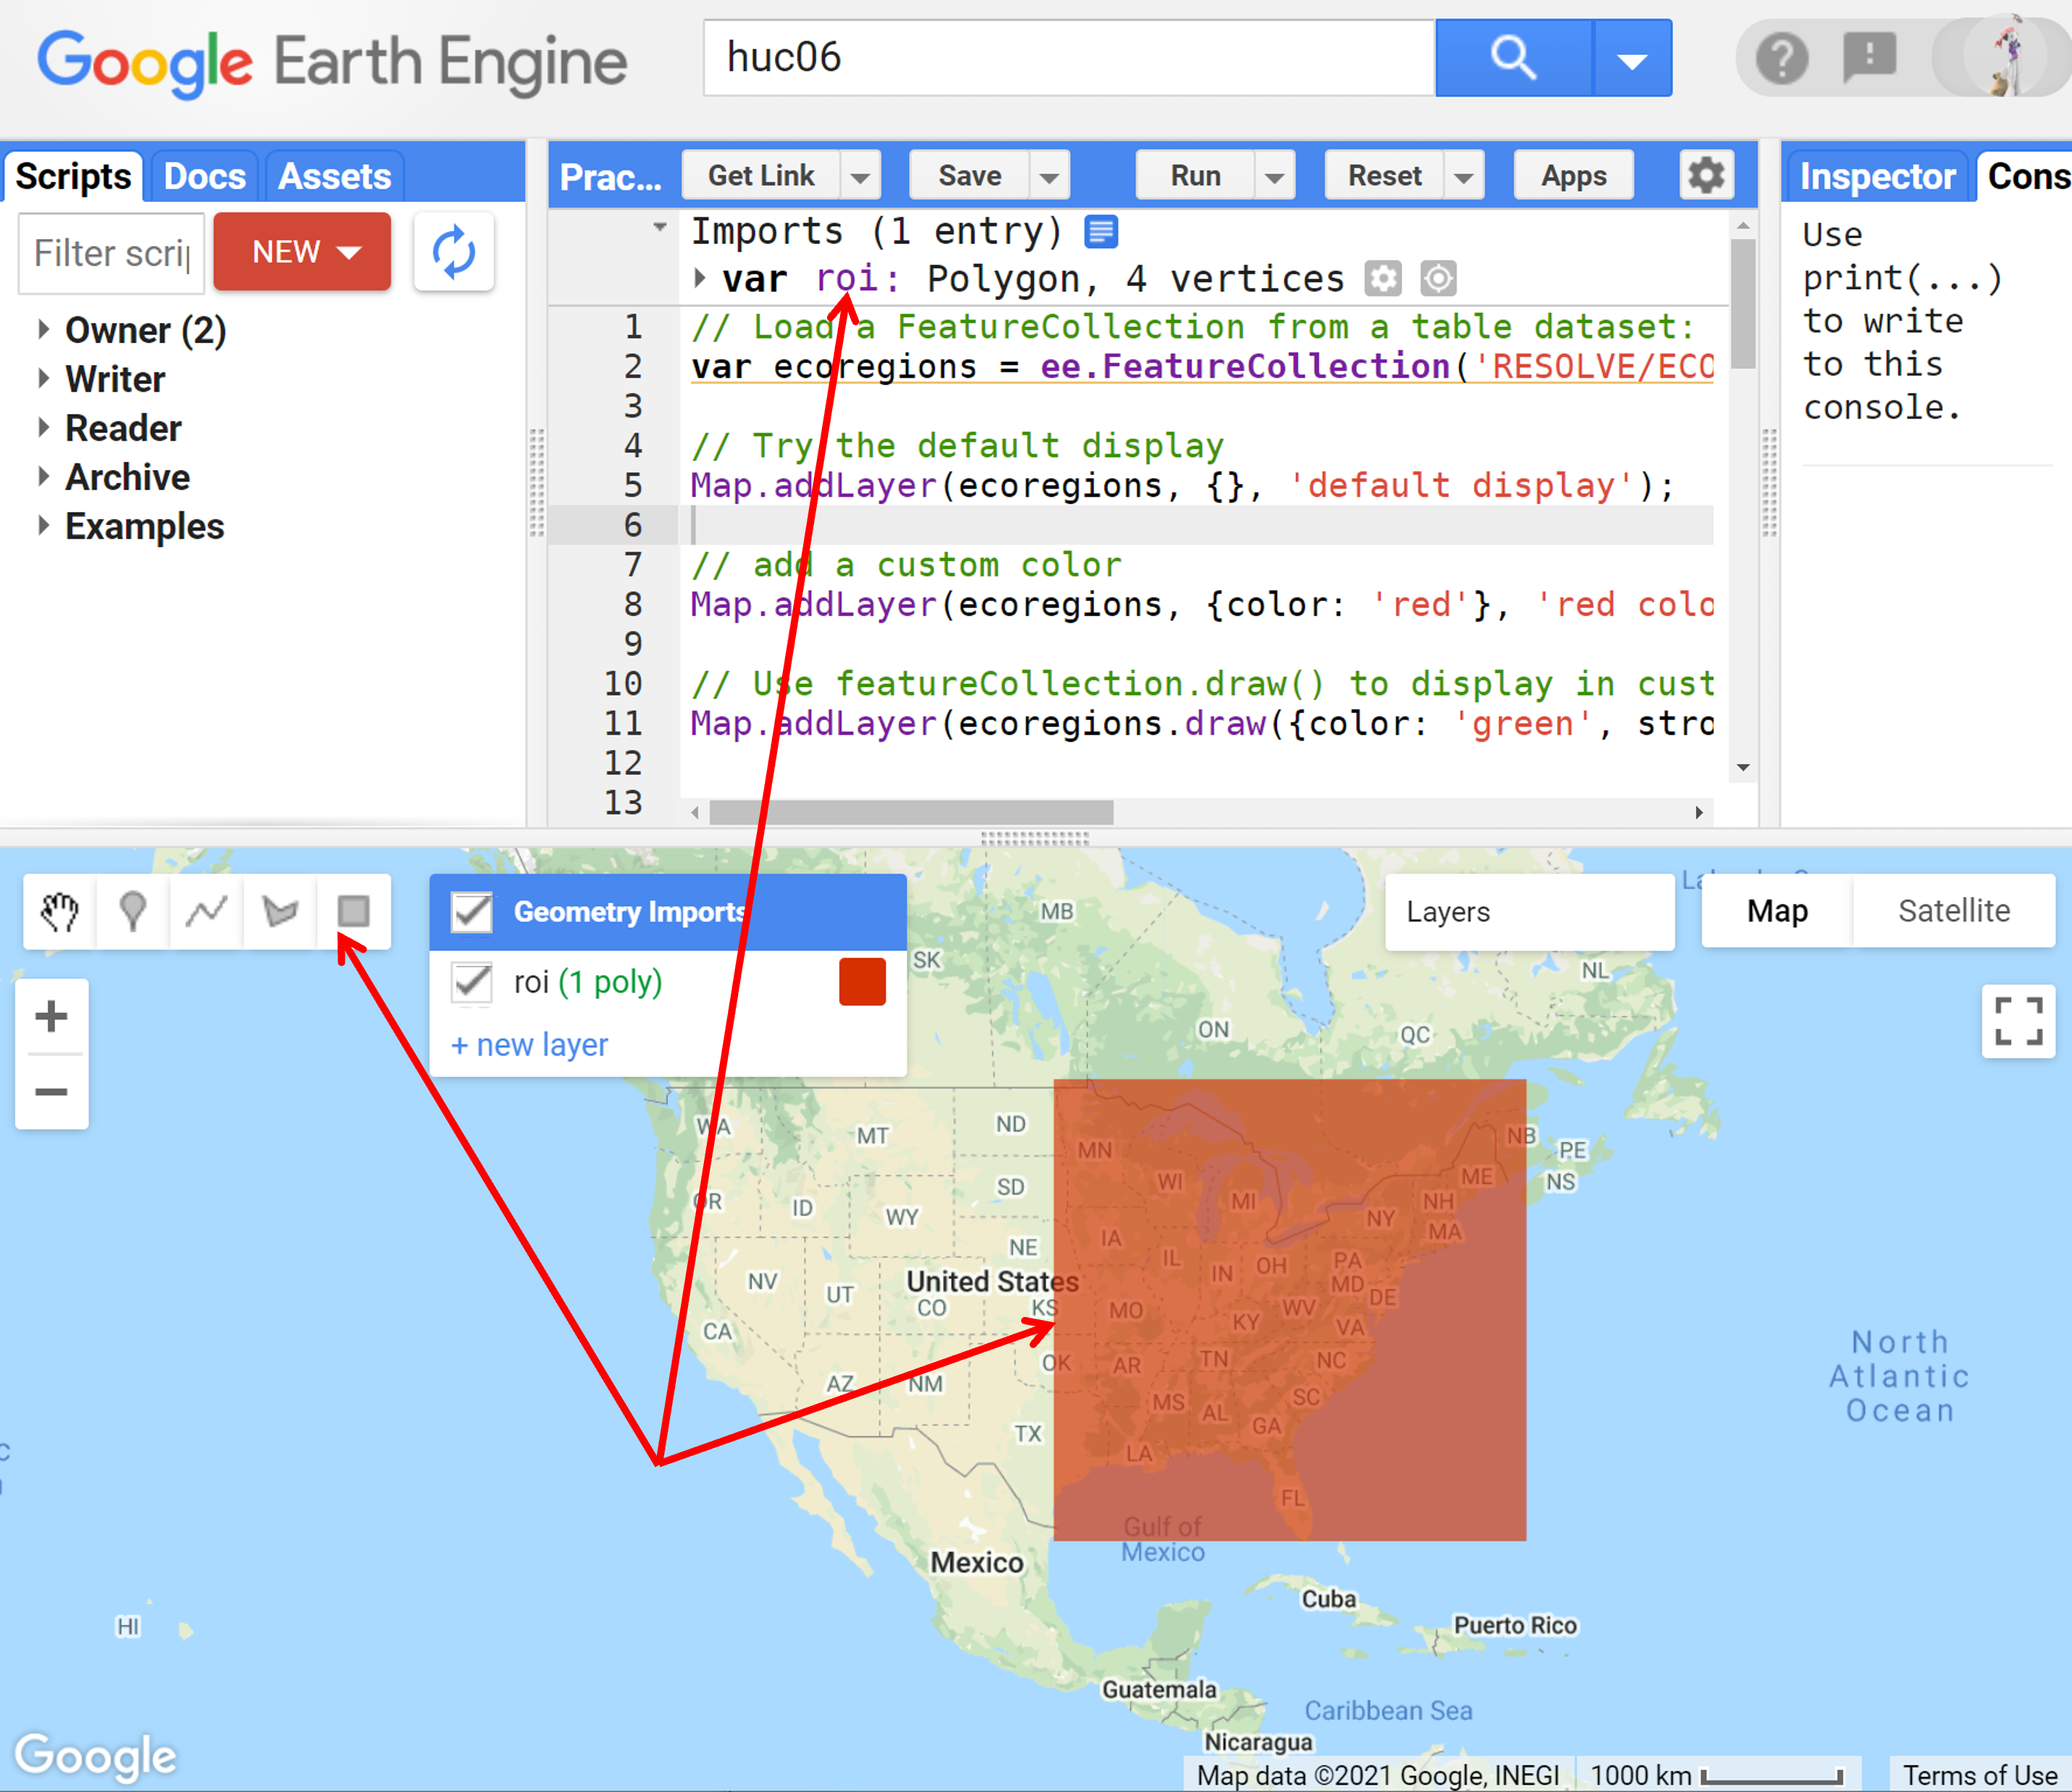 Google Earth Engine
huc06
Scripts
Docs
Assets
Filter scrip
NEW
Owner (2)
Writer
Reader
Archive
Examples
Prac...
Get Link
Save
Run
Reset
Apps
Imports (1 entry)
var roi: Polygon, 4 vertices
1 // Load a FeatureCollection from a table dataset:
2 var ecoregions = ee.FeatureCollection('RESOLVE/ECO
3
4 // Try the default display
5 Map.addLayer(ecoregions, {}, 'default display');
6
7 // add a custom color
8 Map.addLayer(ecoregions, {color: 'red'}, 'red colo
9
10 // Use featureCollection.draw() to display in cust
11 Map.addLayer(ecoregions.draw({color: 'green', stro
12
13
Inspector
Cons
Use
print(...)
to write
to this
console.
Geometry Imports
roi (1 poly)
+ new layer
Layers
Map
Satellite
+
−
MB
SK
NL
ON
QC
WA
MT
ND
MN
NB
PE
OR
ID
SD
WI
ME
NS
WY
MI
NH
NY
MA
NE
IA
IL
IN
OH
PA
NV
UT
United States
MD
CO
KS
MO
WV
DE
CA
KY
VA
OK
AR
TN
NC
AZ
NM
MS
AL
SC
GA
TX
LA
FL
North
Atlantic
Ocean
Gulf of
Mexico
Mexico
Cuba
Puerto Rico
HI
Guatemala
Caribbean Sea
Nicaragua
Google
Map data ©2021 Google, INEGI
1000 km
Terms of Use